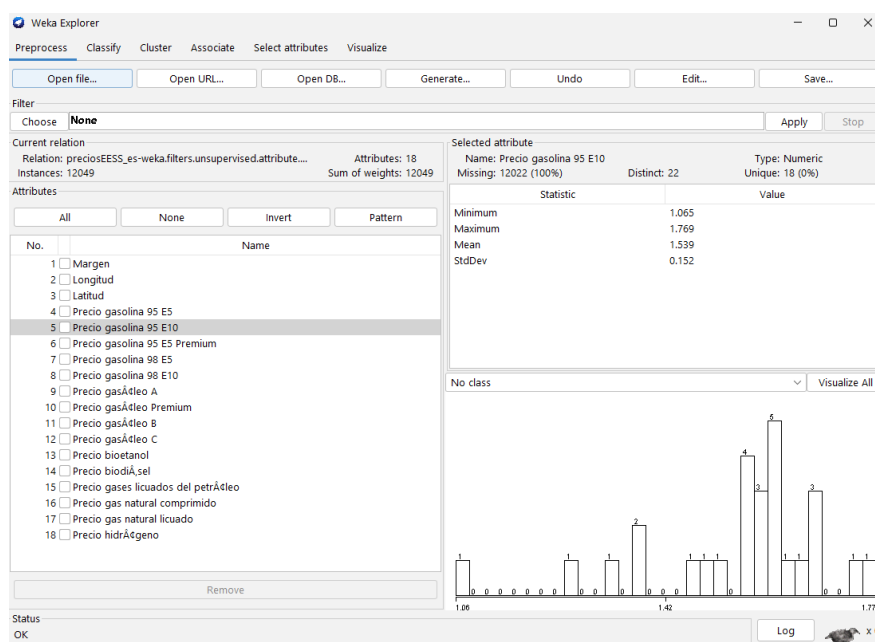 Weka Explorer
Preprocess Classify Cluster Associate Select attributes Visualize
Open file... Open URL... Open DB... Generate... Undo Edit... Save...
Filter
Choose None Apply Stop
Current relation
Relation: preciosEESS_es-weka.filters.unsupervised.attribute.... Attributes: 18
Instances: 12049 Sum of weights: 12049
Attributes
All None Invert Pattern
No. Name
1 Margen
2 Longitud
3 Latitud
4 Precio gasolina 95 E5
5 Precio gasolina 95 E10
6 Precio gasolina 95 E5 Premium
7 Precio gasolina 98 E5
8 Precio gasolina 98 E10
9 Precio gasÃ¢leo A
10 Precio gasÃ¢leo Premium
11 Precio gasÃ¢leo B
12 Precio gasÃ¢leo C
13 Precio bioetanol
14 Precio biodiÃ‚sel
15 Precio gases licuados del petrÃ¢leo
16 Precio gas natural comprimido
17 Precio gas natural licuado
18 Precio hidrÃ¢geno
Remove
Selected attribute
Name: Precio gasolina 95 E10 Type: Numeric
Missing: 12022 (100%) Distinct: 22 Unique: 18 (0%)
Statistic Value
Minimum 1.065
Maximum 1.769
Mean 1.539
StdDev 0.152
No class Visualize All
1 0 0 0 0 0 0 0 1 0 0 1 0 2 0 0 0 1 1 1 0 4 3 5 1 1 3 0 0 1 1
1.06 1.42 1.77
Status
OK
Log x